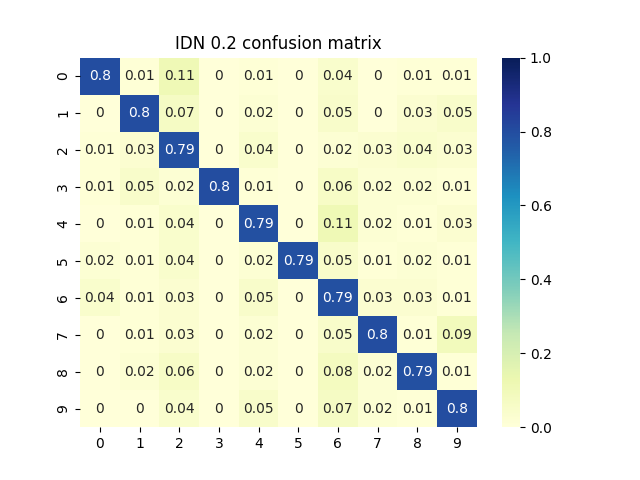 IDN 0.2 confusion matrix
0 0.8 0.01 0.11 0 0.01 0 0.04 0 0.01 0.01
1 0 0.8 0.07 0 0.02 0 0.05 0 0.03 0.05
2 0.01 0.03 0.79 0 0.04 0 0.02 0.03 0.04 0.03
3 0.01 0.05 0.02 0.8 0.01 0 0.06 0.02 0.02 0.01
4 0 0.01 0.04 0 0.79 0 0.11 0.02 0.01 0.03
5 0.02 0.01 0.04 0 0.02 0.79 0.05 0.01 0.02 0.01
6 0.04 0.01 0.03 0 0.05 0 0.79 0.03 0.03 0.01
7 0 0.01 0.03 0 0.02 0 0.05 0.8 0.01 0.09
8 0 0.02 0.06 0 0.02 0 0.08 0.02 0.79 0.01
9 0 0 0.04 0 0.05 0 0.07 0.02 0.01 0.8
0 1 2 3 4 5 6 7 8 9
1.0
0.8
0.6
0.4
0.2
0.0